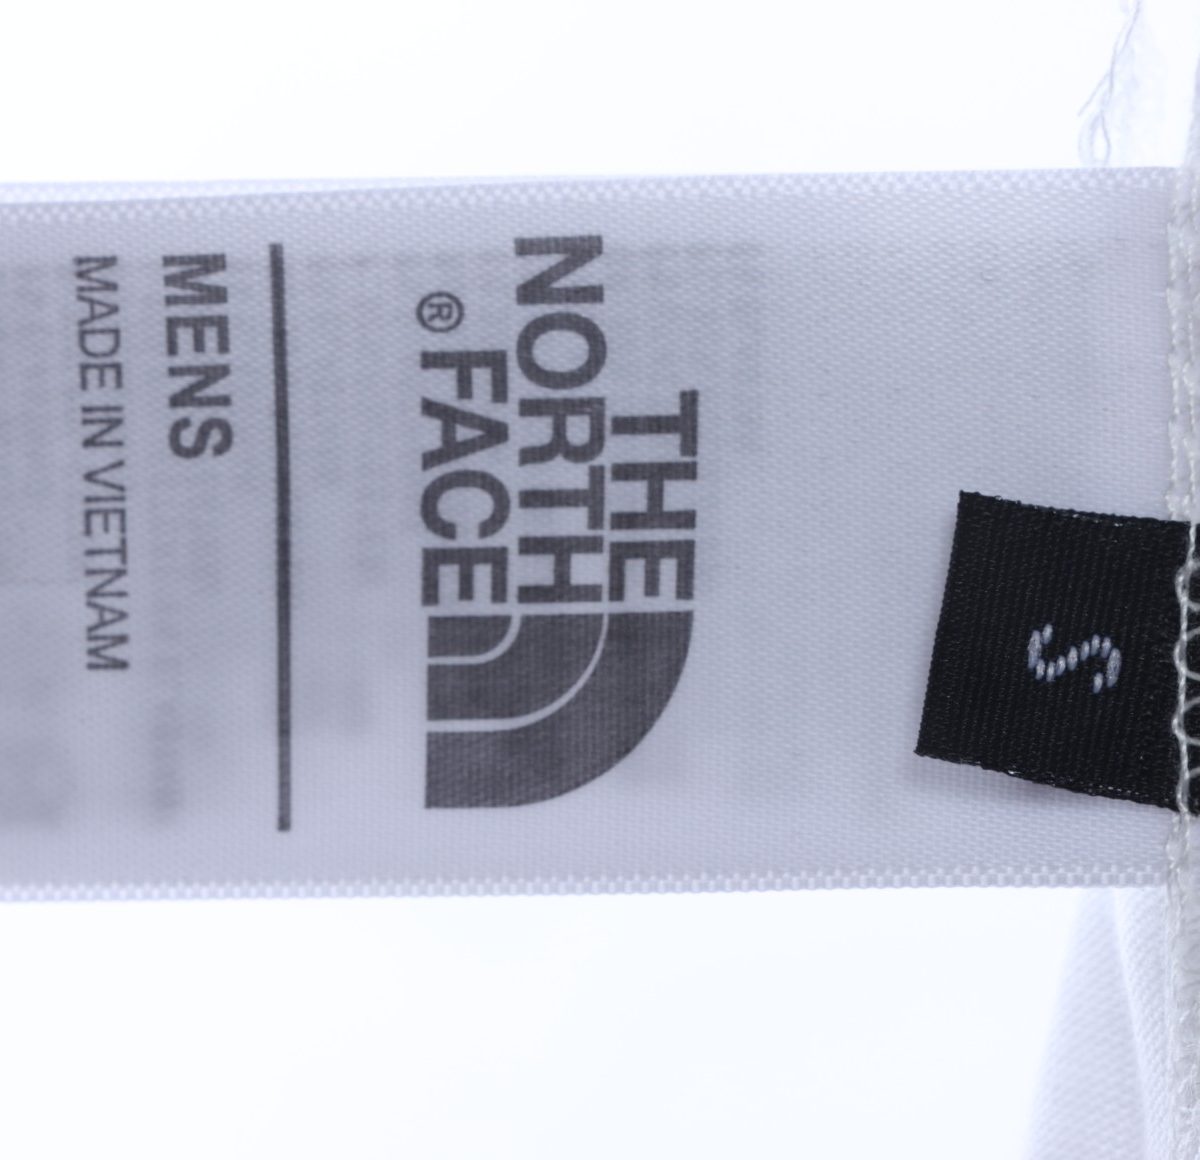 S
THE
NORTH
FACE®
MENS
MADE IN VIETNAM